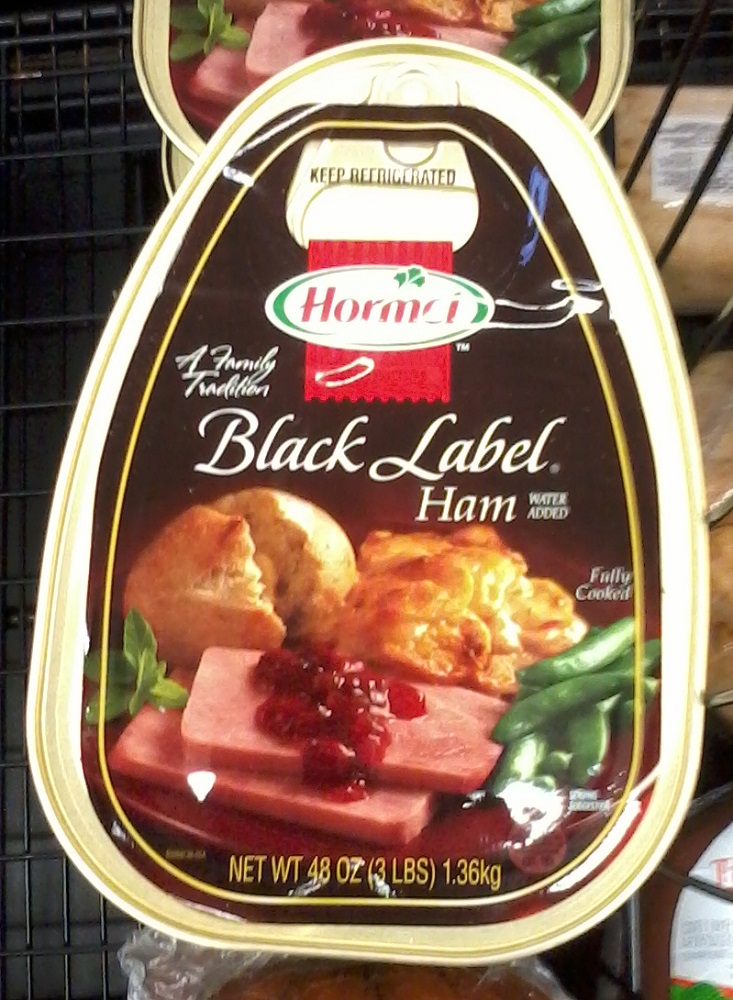 KEEP REFRIGERATED
Hormel
™
A Family
Tradition
Black Label®
Ham WATER
ADDED
Fully
Cooked
NET WT 48 OZ (3 LBS) 1.36kg